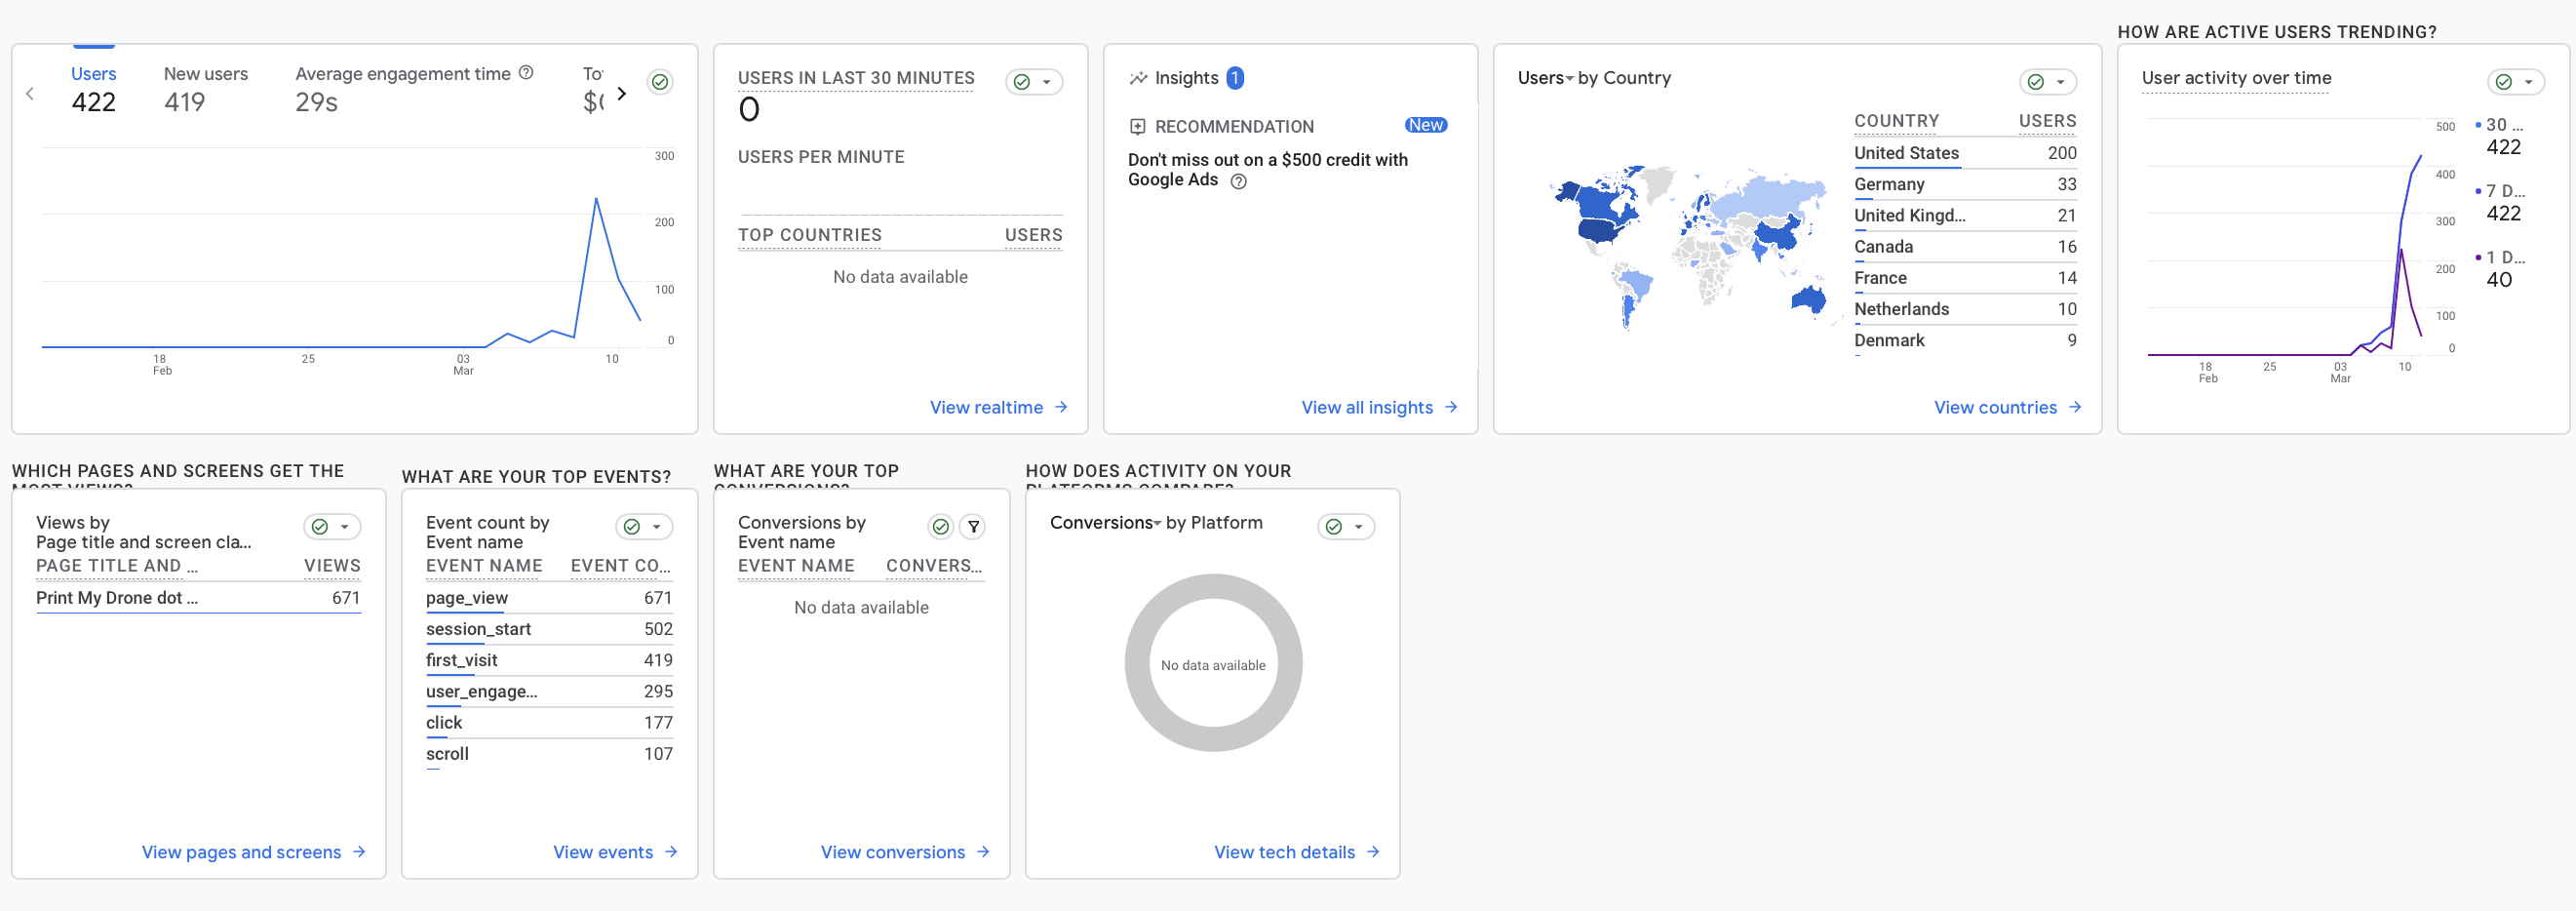 HOW ARE ACTIVE USERS TRENDING?
Users
422
New users
419
Average engagement time
29s
300
200
100
0
18
Feb
25
03
Mar
10
USERS IN LAST 30 MINUTES
0
USERS PER MINUTE
TOP COUNTRIES USERS
No data available
View realtime
Insights 1
RECOMMENDATION New
Don't miss out on a $500 credit with
Google Ads
View all insights
Users by Country
COUNTRY USERS
United States 200
Germany 33
United Kingd... 21
Canada 16
France 14
Netherlands 10
Denmark 9
View countries
User activity over time
500
400
300
200
100
0
18
Feb
25
03
Mar
10
30 ...
422
7 D...
422
1 D...
40
WHICH PAGES AND SCREENS GET THE
MOST VIEWS?
Views by
Page title and screen cla...
PAGE TITLE AND ... VIEWS
Print My Drone dot ... 671
View pages and screens
WHAT ARE YOUR TOP EVENTS?
Event count by
Event name
EVENT NAME EVENT CO...
page_view 671
session_start 502
first_visit 419
user_engage... 295
click 177
scroll 107
View events
WHAT ARE YOUR TOP
CONVERSIONS?
Conversions by
Event name
EVENT NAME CONVERS...
No data available
View conversions
HOW DOES ACTIVITY ON YOUR
PLATFORMS COMPARE?
Conversions by Platform
No data available
View tech details